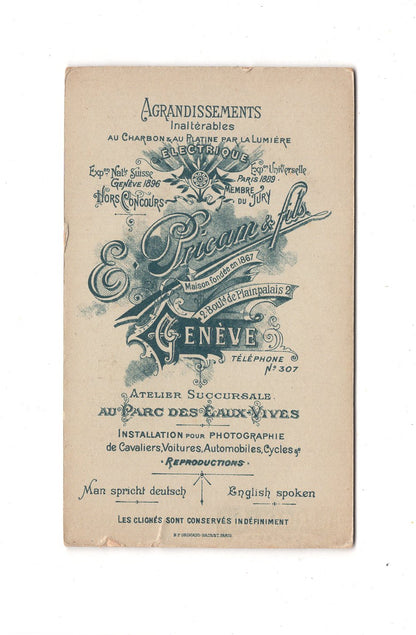 AGRANDISSEMENTS
Inaltérables
AU CHARBON & AU PLATINE PAR LA LUMIÈRE
ÉLECTRIQUE
Expon Natle Suisse
GENÈVE 1896
HORS CONCOURS
Expon Universelle
PARIS 1889
MEMBRE
DU JURY
E. Pricam & fils
Maison fondée en 1867
2, Boulvd de Plainpalais 2
GENÈVE
TÉLÉPHONE
No 307
ATELIER SUCCURSALE
AU PARC DES EAUX-VIVES
INSTALLATION POUR PHOTOGRAPHIE
de Cavaliers, Voitures, Automobiles, Cycles &a
· REPRODUCTIONS ·
Man spricht deutsch
English spoken
LES CLICHÉS SONT CONSERVÉS INDÉFINIMENT